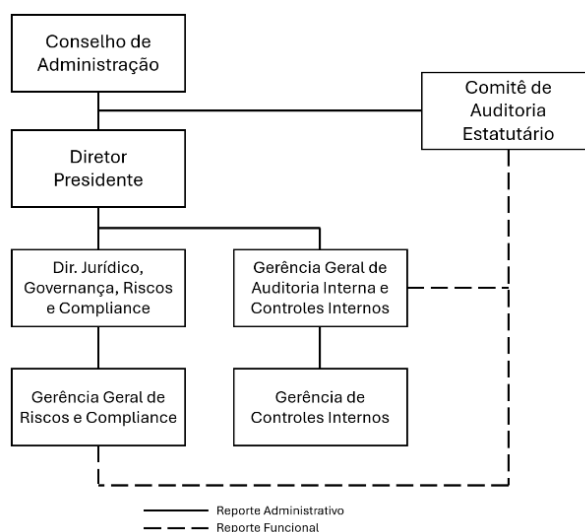 Conselho de
Administração
Comitê de
Auditoria
Estatutário
Diretor
Presidente
Dir. Jurídico,
Governança, Riscos
e Compliance
Gerência Geral de
Auditoria Interna e
Controles Internos
Gerência Geral de
Riscos e Compliance
Gerência de
Controles Internos
Reporte Administrativo
Reporte Funcional